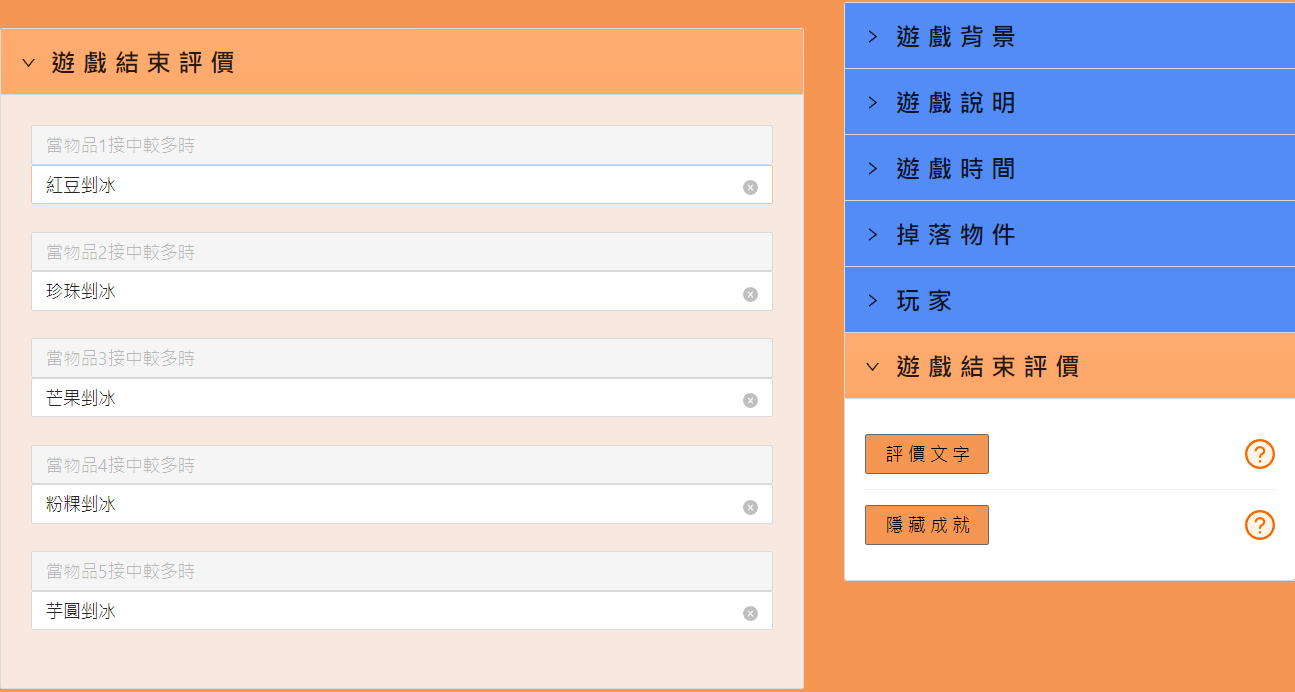 遊戲結束評價
當物品1接中較多時
紅豆剉冰
當物品2接中較多時
珍珠剉冰
當物品3接中較多時
芒果剉冰
當物品4接中較多時
粉粿剉冰
當物品5接中較多時
芋圓剉冰
遊戲背景
遊戲說明
遊戲時間
掉落物件
玩家
遊戲結束評價
評價文字
?
隱藏成就
?